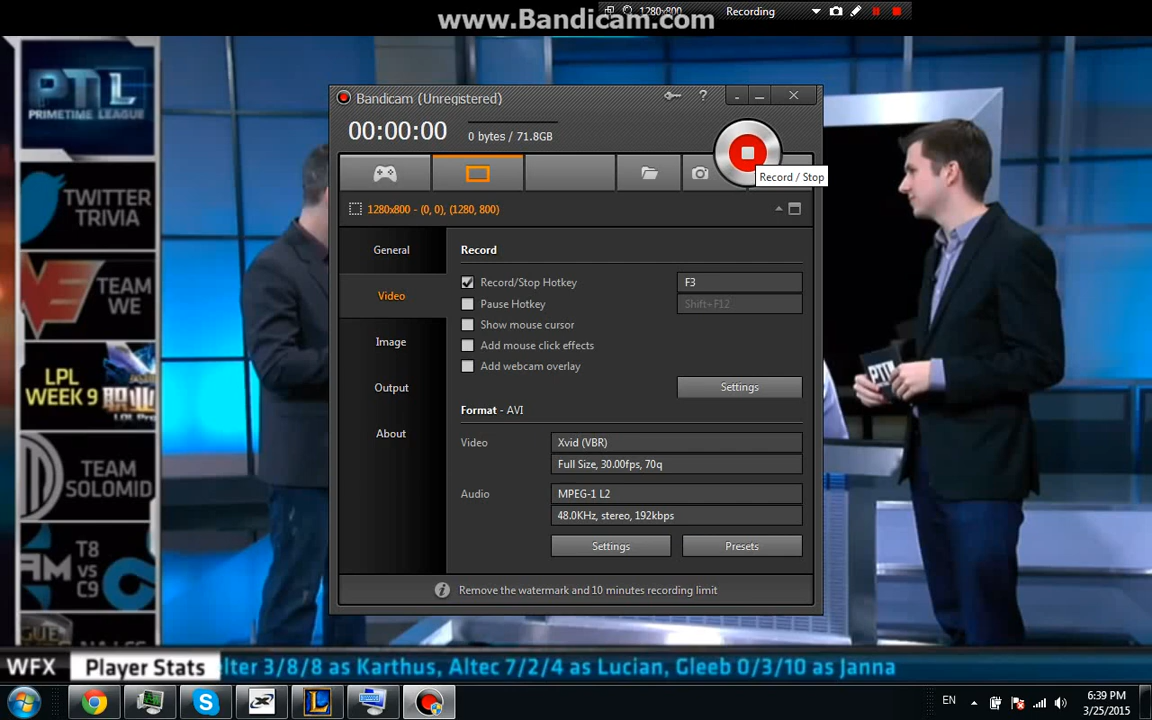 www.Bandicam.com
1280x800
Recording
PTL
PRIMETIME LEAGUE
TWITTER
TRIVIA
TEAM
WE
LPL
WEEK 9
TEAM
SOLOMID
T8
vs
C9
Bandicam (Unregistered)
00:00:00
0 bytes / 71.8GB
Record / Stop
1280x800 - (0, 0), (1280, 800)
General
Video
Image
Output
About
Record
Record/Stop Hotkey
F3
Pause Hotkey
Shift+F12
Show mouse cursor
Add mouse click effects
Add webcam overlay
Settings
Format - AVI
Video
Xvid (VBR)
Full Size, 30.00fps, 70q
Audio
MPEG-1 L2
48.0KHz, stereo, 192kbps
Settings
Presets
Remove the watermark and 10 minutes recording limit
PTL
WFX
Player Stats
lter 3/8/8 as Karthus, Altec 7/2/4 as Lucian, Gleeb 0/3/10 as Janna
EN
6:39 PM
3/25/2015